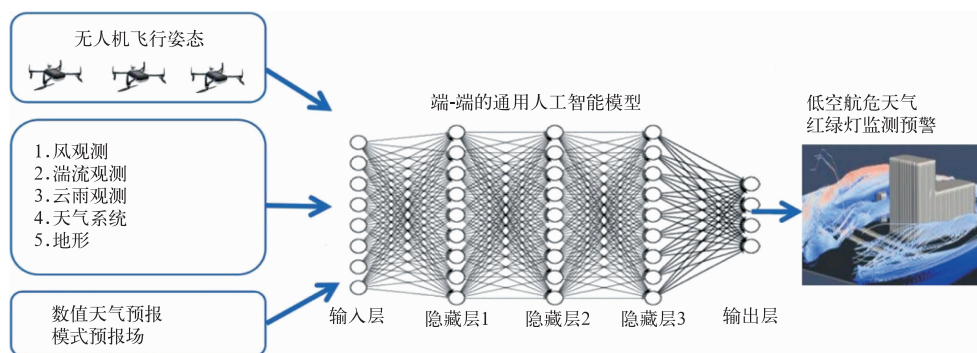 无人机飞行姿态
1.风观测
2.湍流观测
3.云雨观测
4.天气系统
5.地形
数值天气预报
模式预报场
端-端的通用人工智能模型
输入层
隐藏层1
隐藏层2
隐藏层3
输出层
低空航危天气
红绿灯监测预警